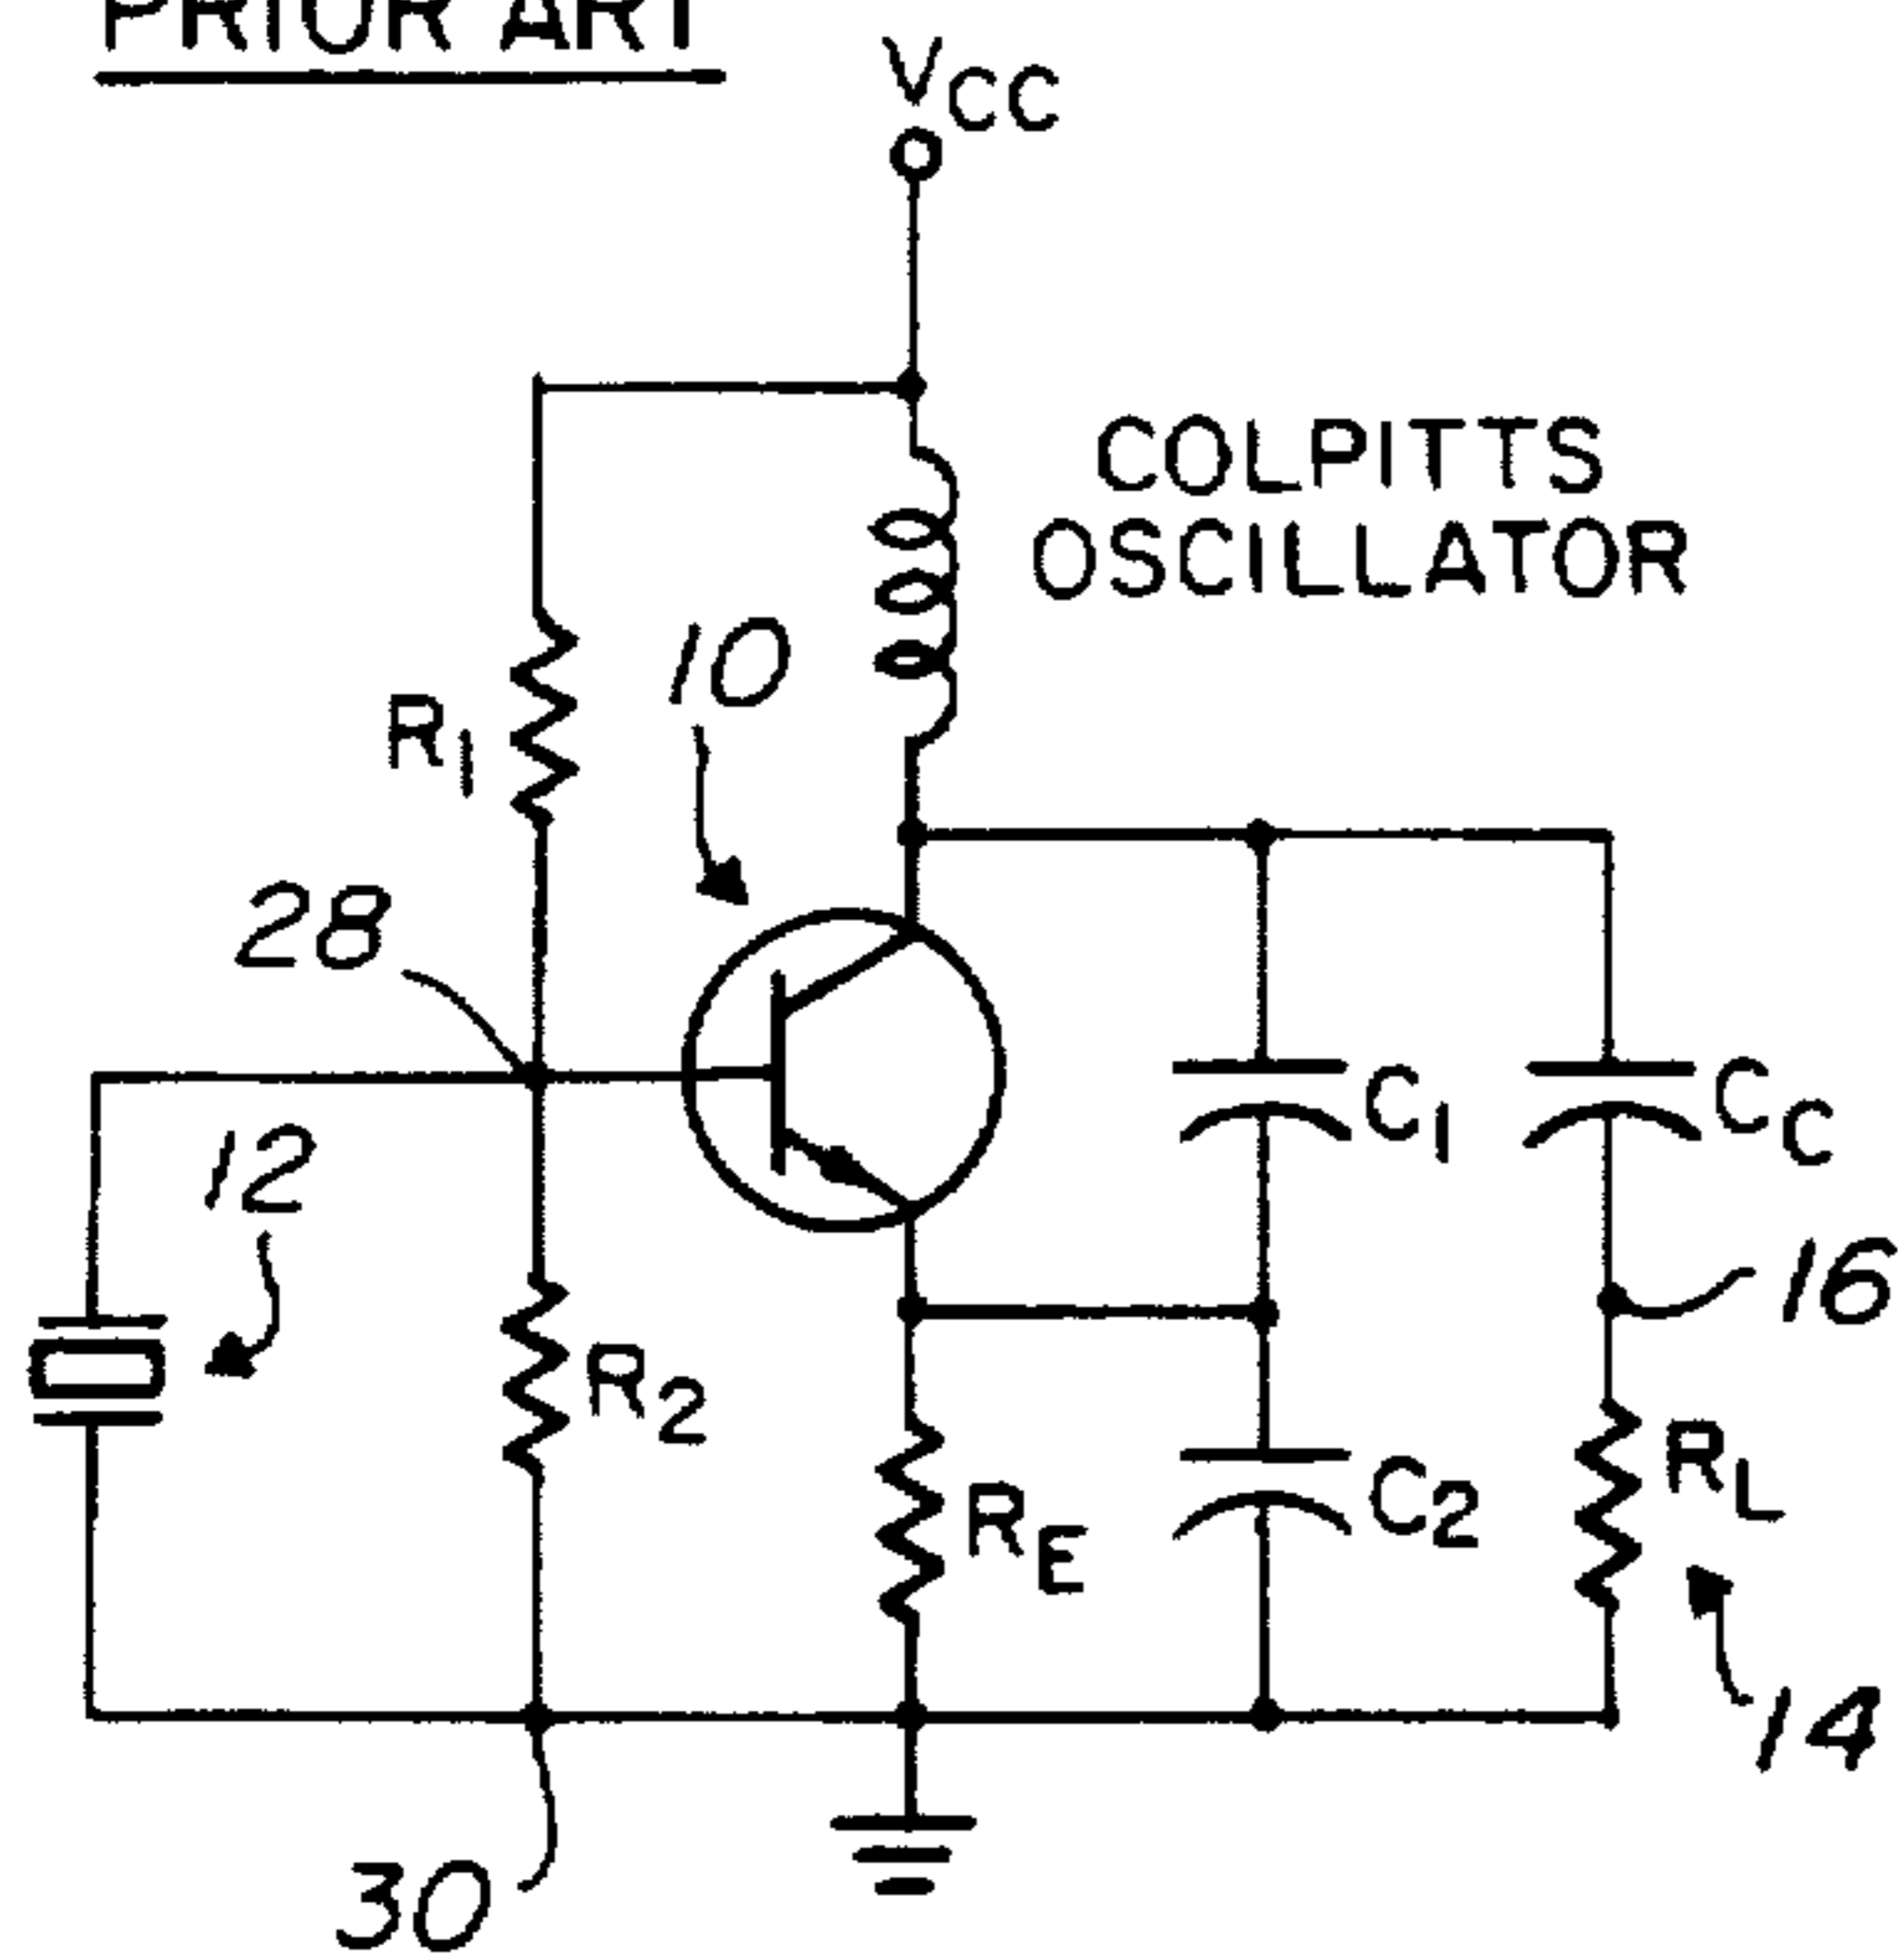 PRIOR ART
VCC
COLPITTS
OSCILLATOR
10
R1
28
12
C1
CC
16
R2
RE
C2
RL
14
30